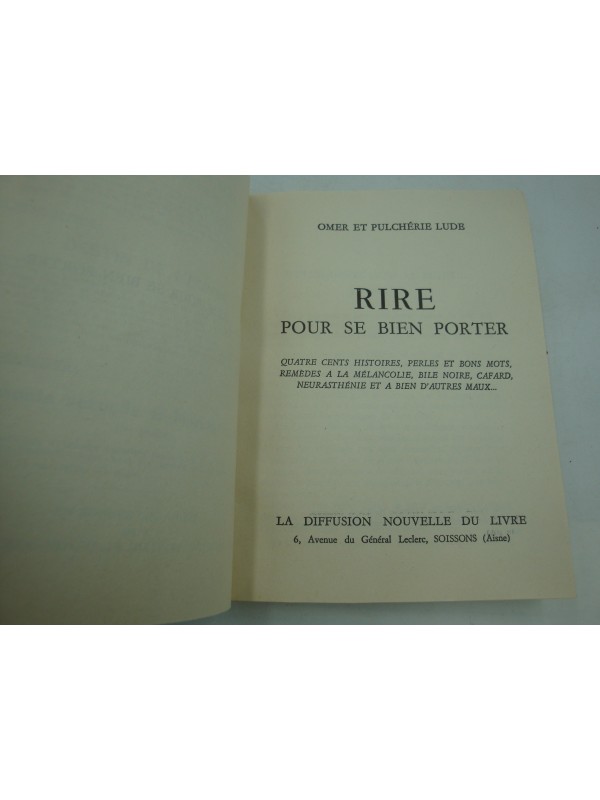 OMER ET PULCHÉRIE LUDE
RIRE
POUR SE BIEN PORTER
QUATRE CENTS HISTOIRES, PERLES ET BONS MOTS,
REMÈDES A LA MÉLANCOLIE, BILE NOIRE, CAFARD,
NEURASTHÉNIE ET A BIEN D'AUTRES MAUX...
LA DIFFUSION NOUVELLE DU LIVRE
6, Avenue du Général Leclerc, SOISSONS (Aisne)